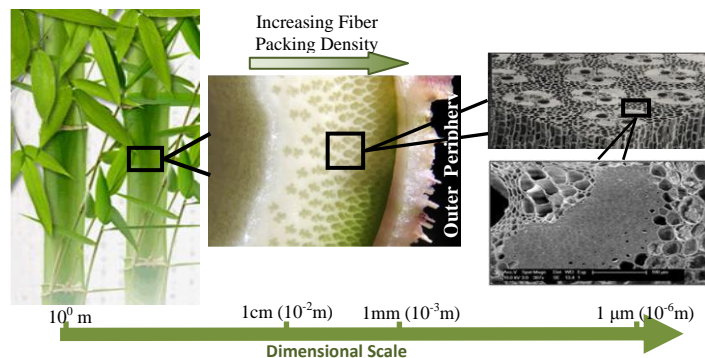 Increasing Fiber
Packing Density
Outer Periphery
10⁰ m
1cm (10⁻²m)
1mm (10⁻³m)
1 μm (10⁻⁶m)
Dimensional Scale